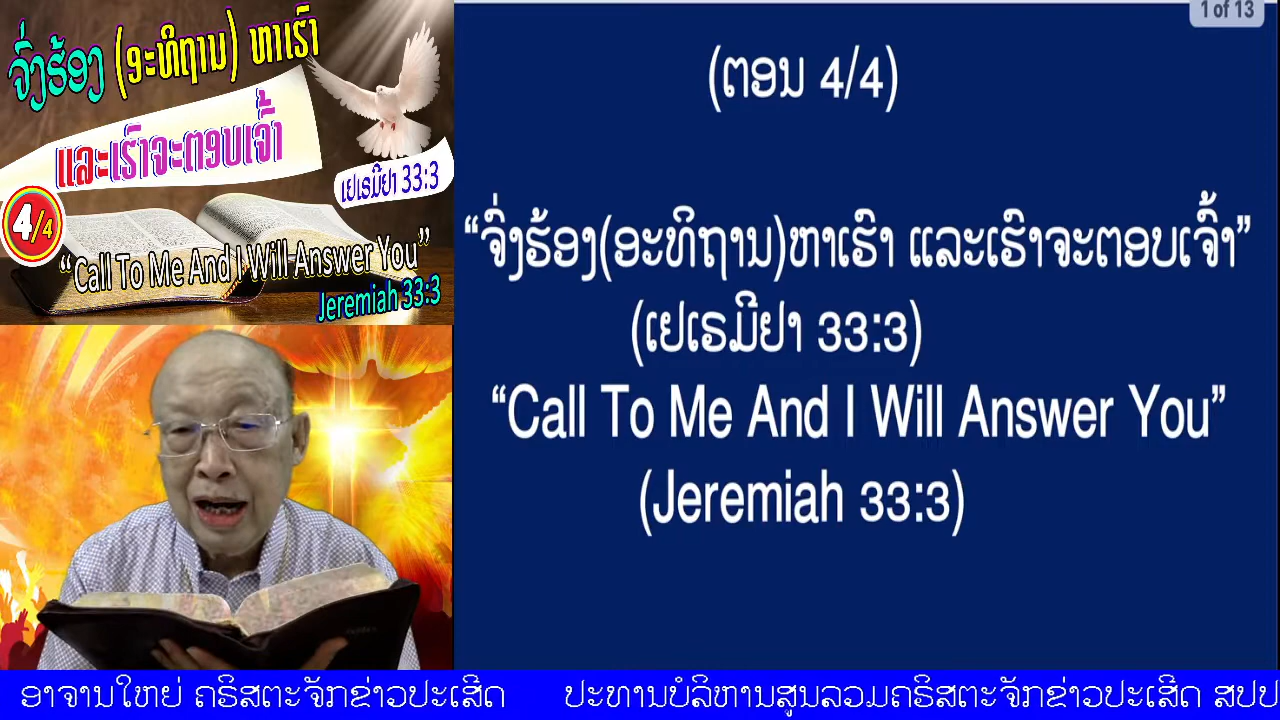 ຈົ່ງຮ້ອງ (ອະທິຖານ) ຫາເຮົາ
ແລະເຮົາຈະຕອບເຈົ້າ
ເຢເຣມີຢາ 33:3
4/4
“Call To Me And I Will Answer You”
Jeremiah 33:3
1 of 13
(ຕອນ 4/4)
“ຈົ່ງຮ້ອງ(ອະທິຖານ)ຫາເຮົາ ແລະເຮົາຈະຕອບເຈົ້າ”
(ເຢເຣມີຢາ 33:3)
“Call To Me And I Will Answer You”
(Jeremiah 33:3)
ອາຈານໃຫຍ່ ຄຣິສຕະຈັກຂ່າວປະເສີດ ປະທານບໍລິຫານສູນລວມຄຣິສຕະຈັກຂ່າວປະເສີດ ສປປ